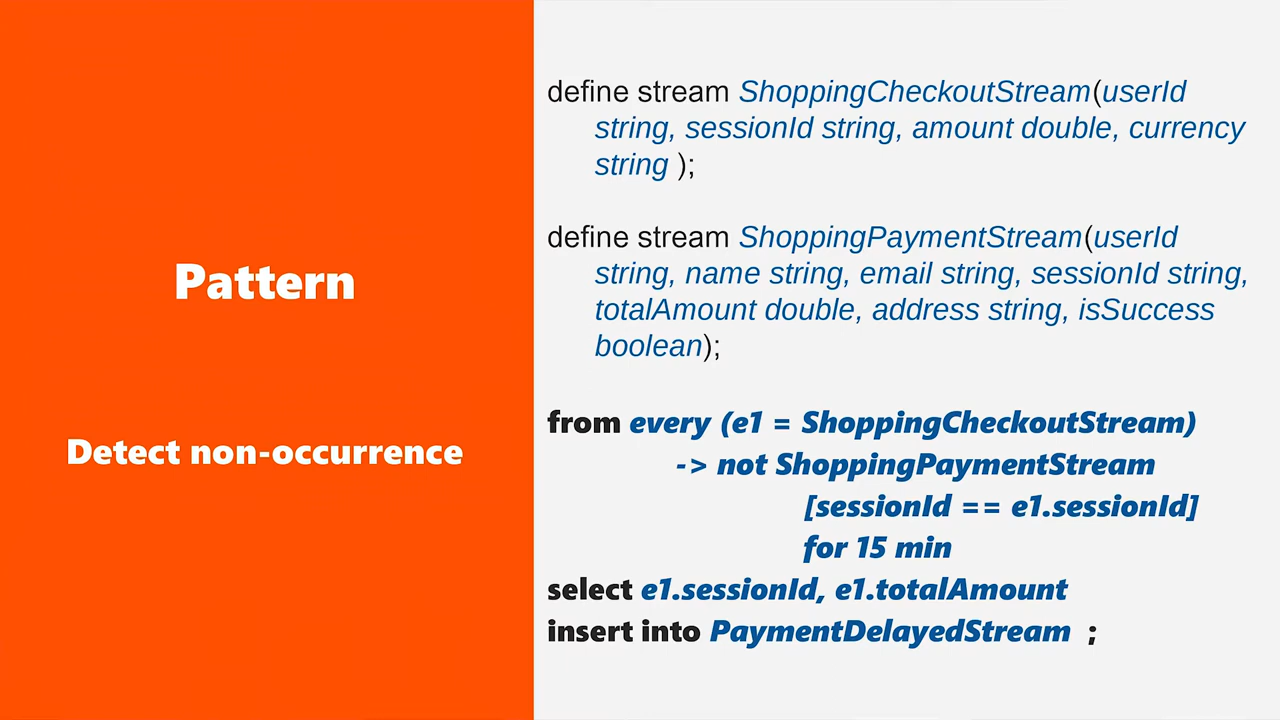 Pattern
Detect non-occurrence
define stream ShoppingCheckoutStream(userId
string, sessionId string, amount double, currency
string );
define stream ShoppingPaymentStream(userId
string, name string, email string, sessionId string,
totalAmount double, address string, isSuccess
boolean);
from every (e1 = ShoppingCheckoutStream)
-> not ShoppingPaymentStream
[sessionId == e1.sessionId]
for 15 min
select e1.sessionId, e1.totalAmount
insert into PaymentDelayedStream ;